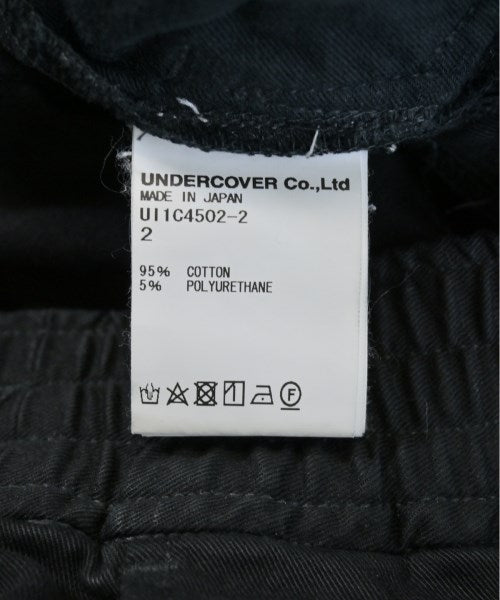 UNDERCOVER Co.,Ltd
MADE IN JAPAN
UI1C4502-2
2
95% COTTON
5% POLYURETHANE
F